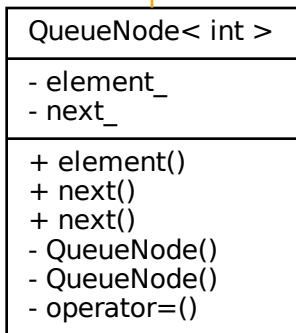 QueueNode< int >
- element_
- next_
+ element()
+ next()
+ next()
- QueueNode()
- QueueNode()
- operator=()